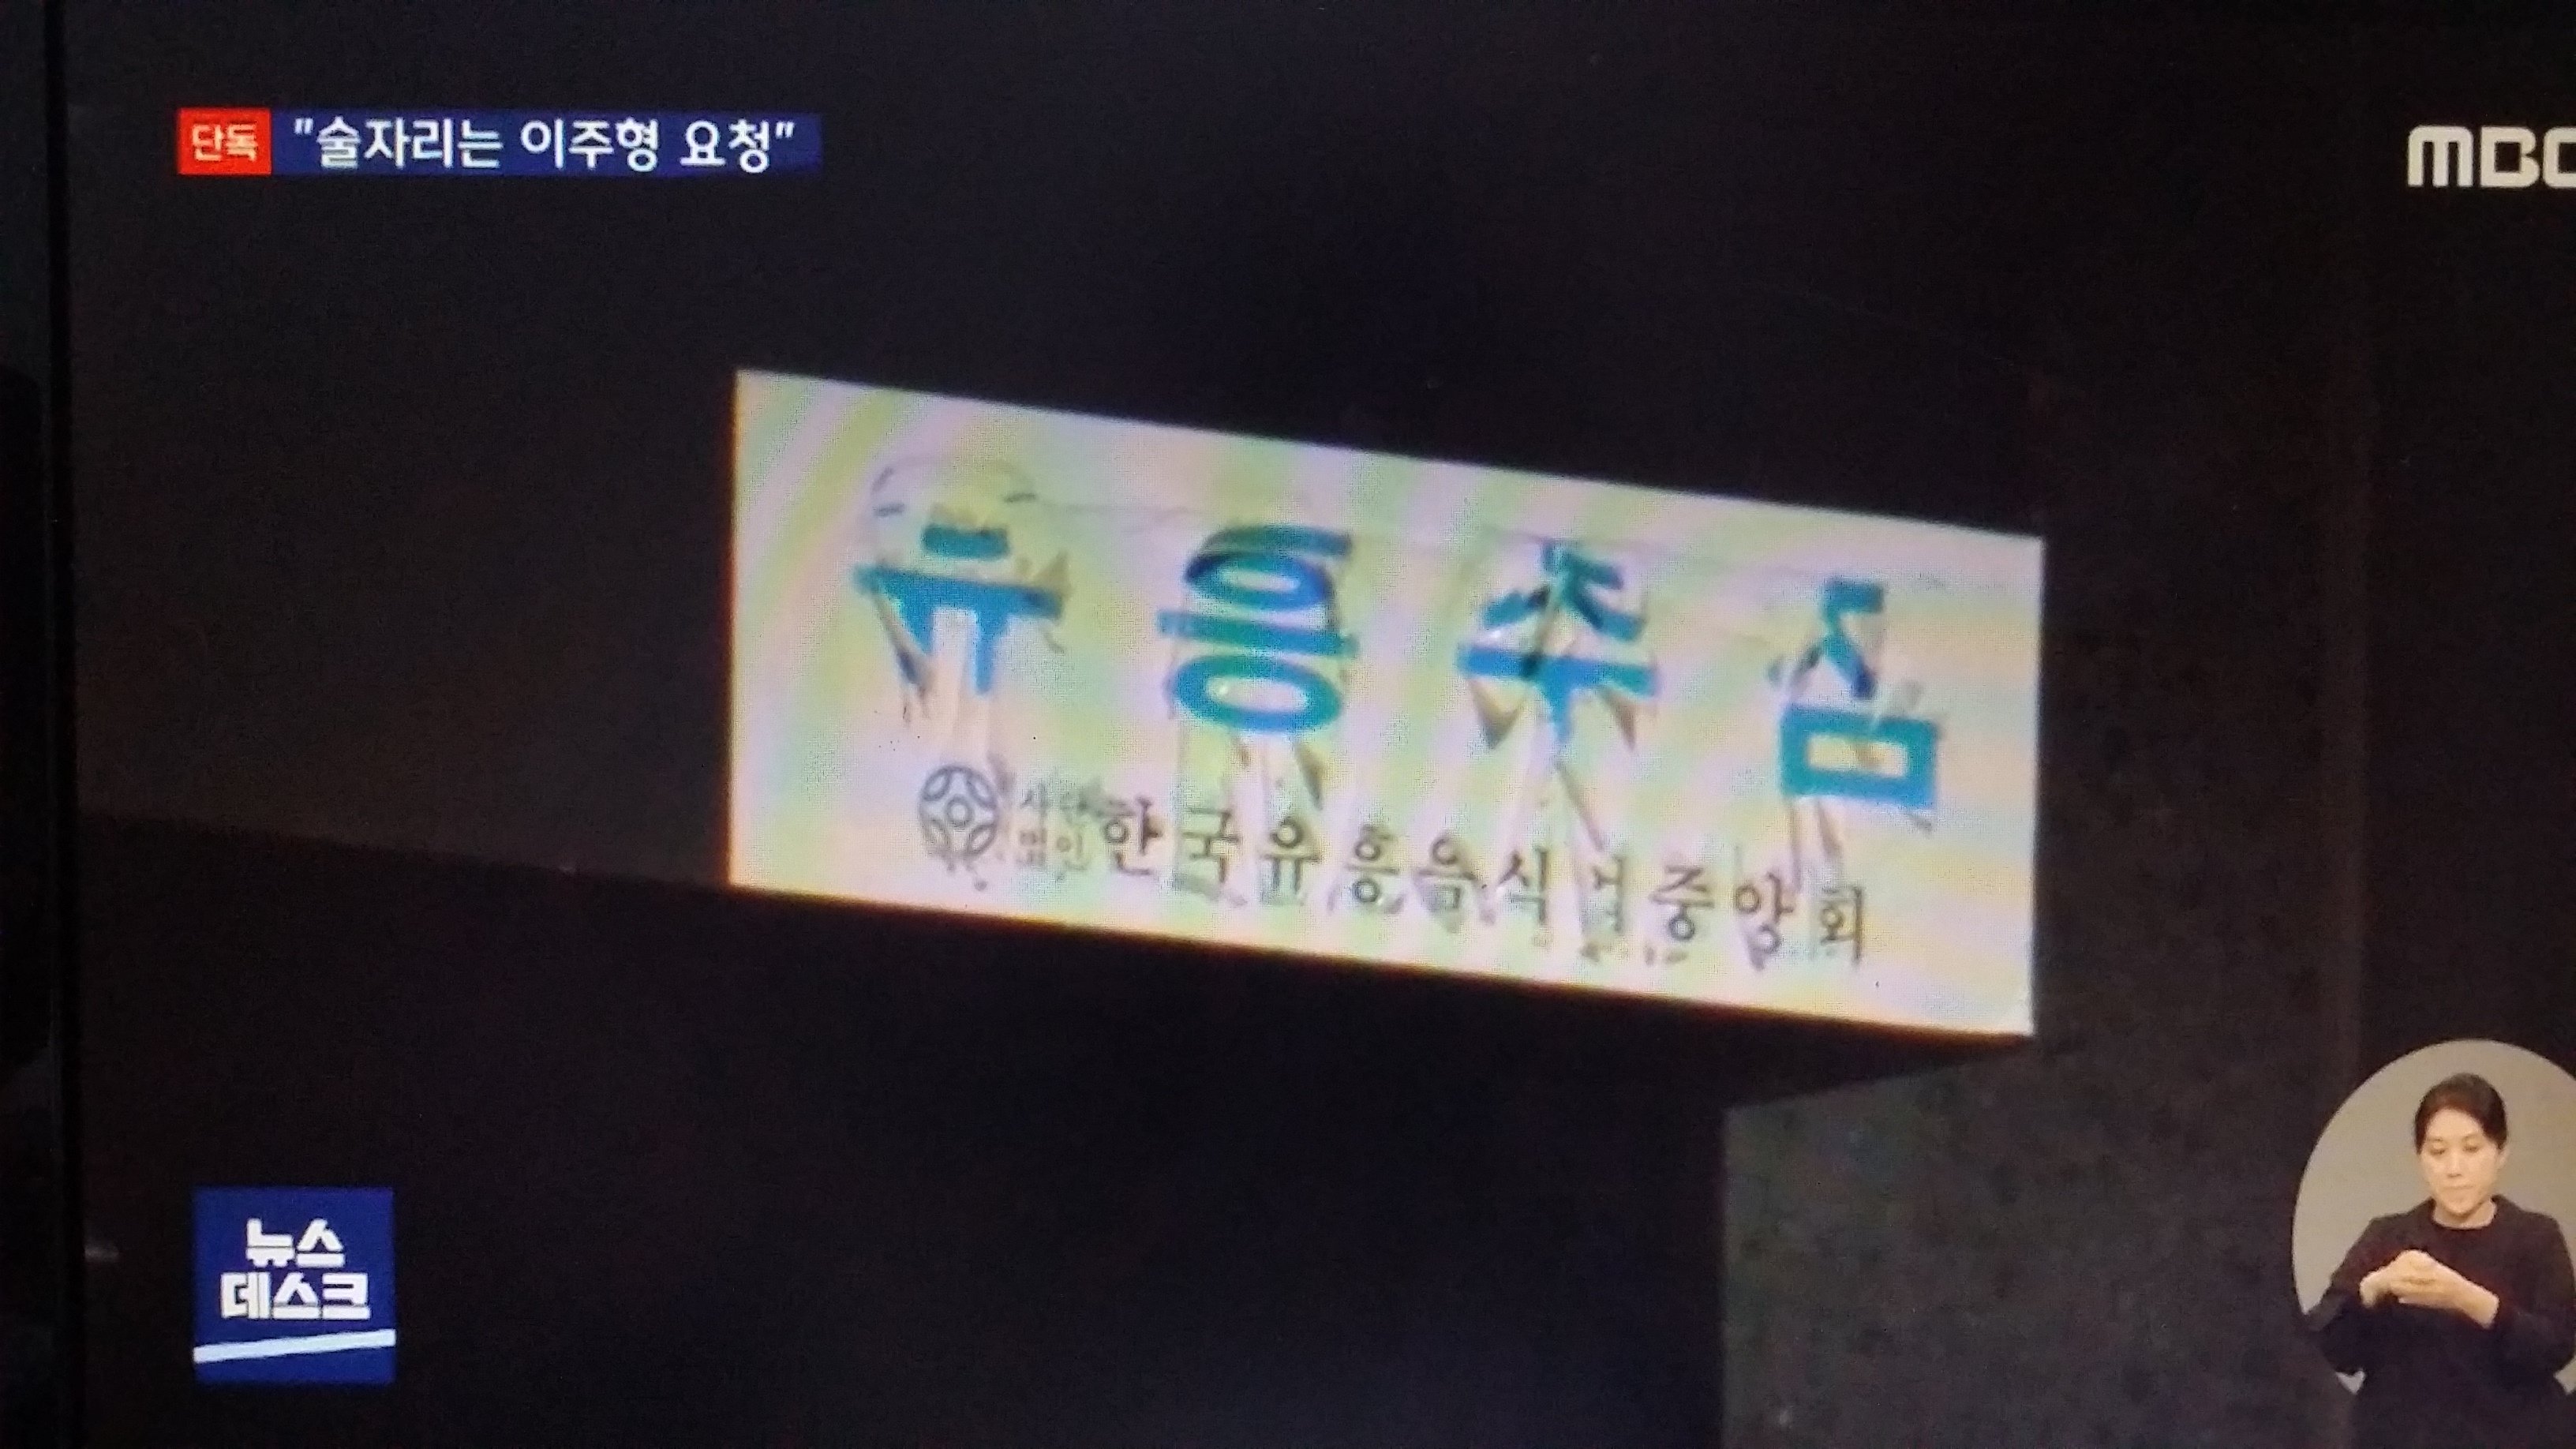 단독 "술자리는 이주형 요청"
MBC
유흥주점
사단
법인 한국유흥음식업중앙회
뉴스
데스크